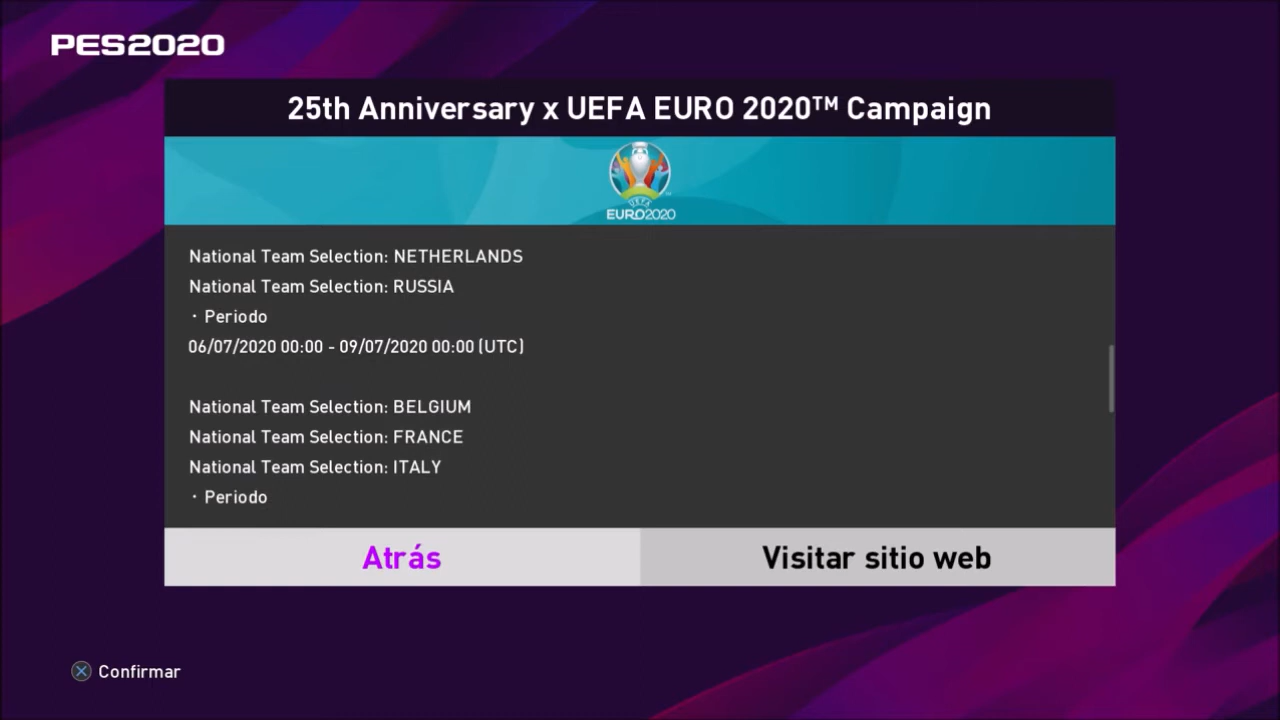 PES2020
25th Anniversary x UEFA EURO 2020™ Campaign
UEFA
EURO2020
National Team Selection: NETHERLANDS
National Team Selection: RUSSIA
・Periodo
06/07/2020 00:00 - 09/07/2020 00:00 (UTC)
National Team Selection: BELGIUM
National Team Selection: FRANCE
National Team Selection: ITALY
・Periodo
Atrás
Visitar sitio web
Confirmar